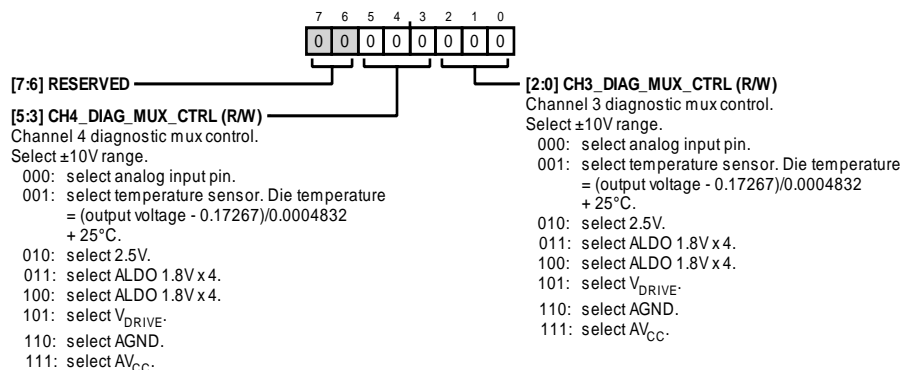 7 6 5 4 3 2 1 0
0 0 0 0 0 0 0 0
[7:6] RESERVED
[5:3] CH4_DIAG_MUX_CTRL (R/W)
Channel 4 diagnostic mux control.
Select ±10V range.
000: select analog input pin.
001: select temperature sensor. Die temperature
= (output voltage - 0.17267)/0.0004832
+ 25°C.
010: select 2.5V.
011: select ALDO 1.8V x 4.
100: select ALDO 1.8V x 4.
101: select VDRIVE.
110: select AGND.
111: select AVCC.
[2:0] CH3_DIAG_MUX_CTRL (R/W)
Channel 3 diagnostic mux control.
Select ±10V range.
000: select analog input pin.
001: select temperature sensor. Die temperature
= (output voltage - 0.17267)/0.0004832
+ 25°C.
010: select 2.5V.
011: select ALDO 1.8V x 4.
100: select ALDO 1.8V x 4.
101: select VDRIVE.
110: select AGND.
111: select AVCC.